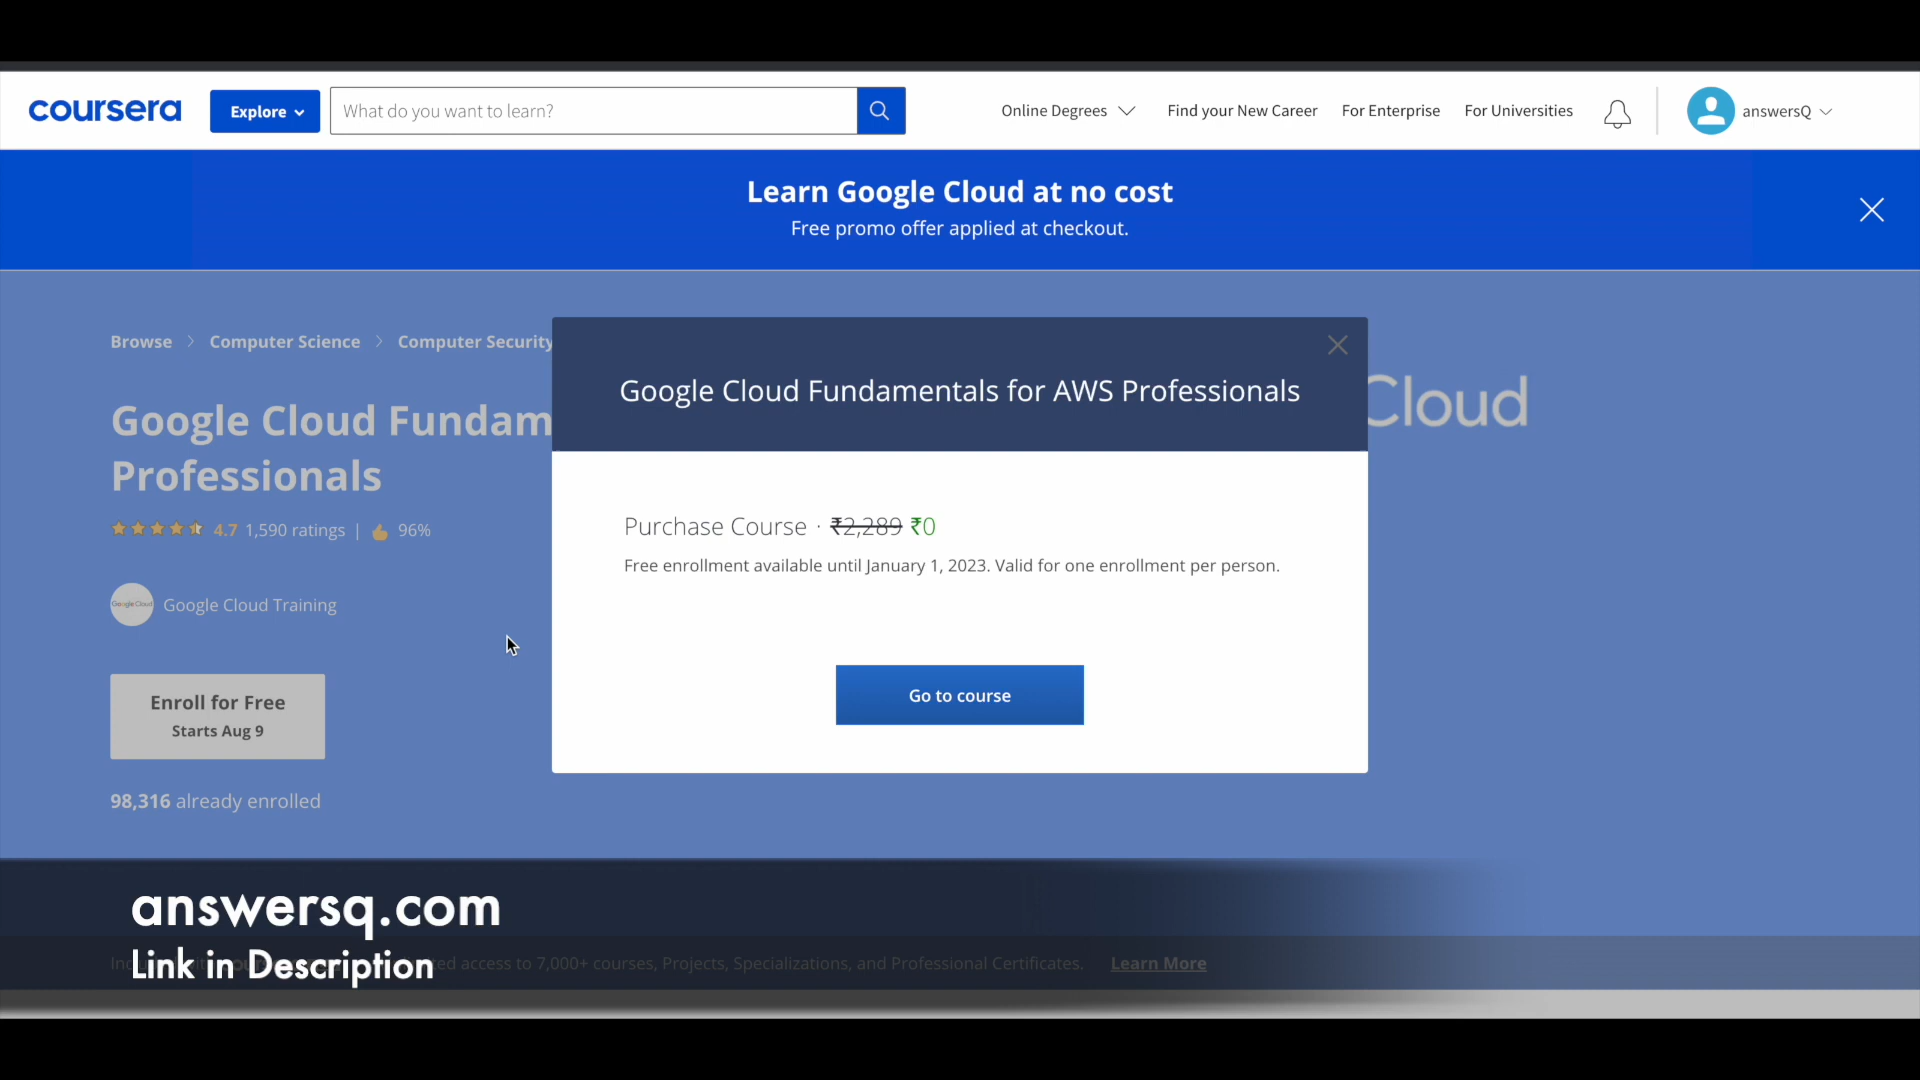 coursera
Explore
What do you want to learn?
Online Degrees
Find your New Career
For Enterprise
For Universities
answersQ
Learn Google Cloud at no cost
Free promo offer applied at checkout.
Browse
Computer Science
Computer Security
Google Cloud Fundam
Professionals
Cloud
4.7 1,590 ratings | 96%
Google Cloud
Google Cloud Training
Enroll for Free
Starts Aug 9
98,316 already enrolled
Google Cloud Fundamentals for AWS Professionals
Purchase Course · ₹2,289 ₹0
Free enrollment available until January 1, 2023. Valid for one enrollment per person.
Go to course
answersq.com
Link in Description
access to 7,000+ courses, Projects, Specializations, and Professional Certificates. Learn More